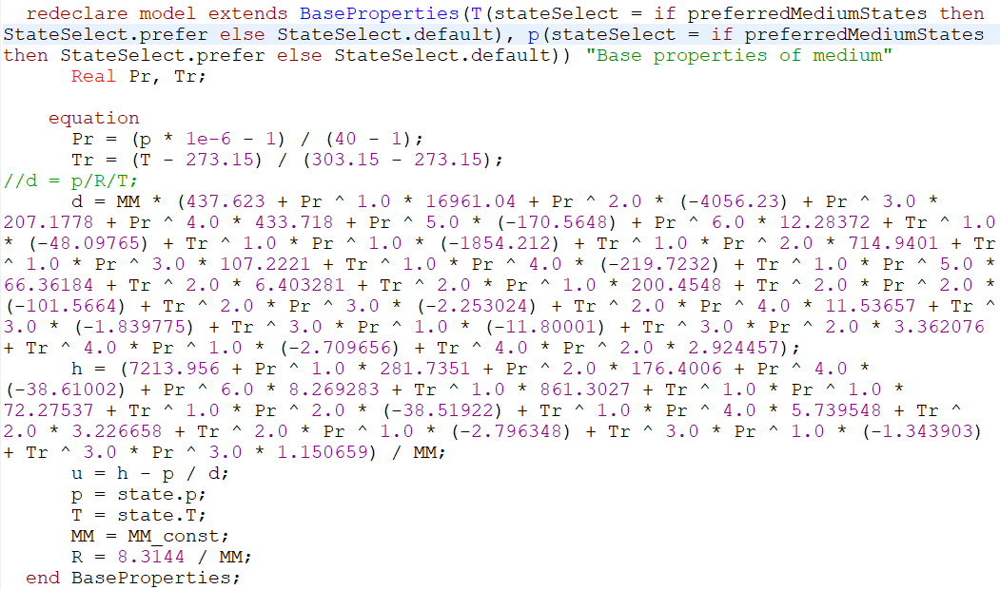 redeclare model extends BaseProperties(T(stateSelect = if preferredMediumStates then
StateSelect.prefer else StateSelect.default), p(stateSelect = if preferredMediumStates
then StateSelect.prefer else StateSelect.default)) "Base properties of medium"
Real Pr, Tr;
equation
Pr = (p * 1e-6 - 1) / (40 - 1);
Tr = (T - 273.15) / (303.15 - 273.15);
//d = p/R/T;
d = MM * (437.623 + Pr ^ 1.0 * 16961.04 + Pr ^ 2.0 * (-4056.23) + Pr ^ 3.0 *
207.1778 + Pr ^ 4.0 * 433.718 + Pr ^ 5.0 * (-170.5648) + Pr ^ 6.0 * 12.28372 + Tr ^ 1.0
* (-48.09765) + Tr ^ 1.0 * Pr ^ 1.0 * (-1854.212) + Tr ^ 1.0 * Pr ^ 2.0 * 714.9401 + Tr
^ 1.0 * Pr ^ 3.0 * 107.2221 + Tr ^ 1.0 * Pr ^ 4.0 * (-219.7232) + Tr ^ 1.0 * Pr ^ 5.0 *
66.36184 + Tr ^ 2.0 * 6.403281 + Tr ^ 2.0 * Pr ^ 1.0 * 200.4548 + Tr ^ 2.0 * Pr ^ 2.0 *
(-101.5664) + Tr ^ 2.0 * Pr ^ 3.0 * (-2.253024) + Tr ^ 2.0 * Pr ^ 4.0 * 11.53657 + Tr ^
3.0 * (-1.839775) + Tr ^ 3.0 * Pr ^ 1.0 * (-11.80001) + Tr ^ 3.0 * Pr ^ 2.0 * 3.362076
+ Tr ^ 4.0 * Pr ^ 1.0 * (-2.709656) + Tr ^ 4.0 * Pr ^ 2.0 * 2.924457);
h = (7213.956 + Pr ^ 1.0 * 281.7351 + Pr ^ 2.0 * 176.4006 + Pr ^ 4.0 *
(-38.61002) + Pr ^ 6.0 * 8.269283 + Tr ^ 1.0 * 861.3027 + Tr ^ 1.0 * Pr ^ 1.0 *
72.27537 + Tr ^ 1.0 * Pr ^ 2.0 * (-38.51922) + Tr ^ 1.0 * Pr ^ 4.0 * 5.739548 + Tr ^
2.0 * 3.226658 + Tr ^ 2.0 * Pr ^ 1.0 * (-2.796348) + Tr ^ 3.0 * Pr ^ 1.0 * (-1.343903)
+ Tr ^ 3.0 * Pr ^ 3.0 * 1.150659) / MM;
u = h - p / d;
p = state.p;
T = state.T;
MM = MM_const;
R = 8.3144 / MM;
end BaseProperties;